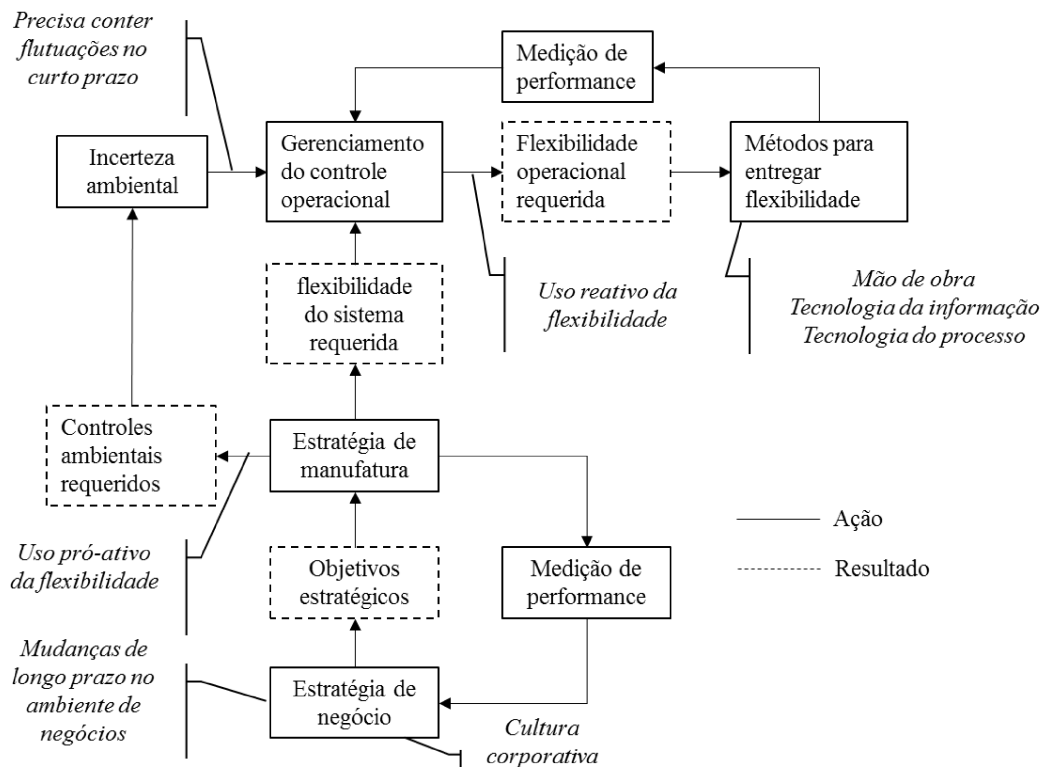 Precisa conter
flutuações no
curto prazo
Medição de
performance
Incerteza
ambiental
Gerenciamento
do controle
operacional
Flexibilidade
operacional
requerida
Métodos para
entregar
flexibilidade
flexibilidade
do sistema
requerida
Uso reativo da
flexibilidade
Mão de obra
Tecnologia da informação
Tecnologia do processo
Controles
ambientais
requeridos
Estratégia de
manufatura
Ação
Resultado
Uso pró-ativo
da flexibilidade
Objetivos
estratégicos
Medição de
performance
Mudanças de
longo prazo no
ambiente de
negócios
Estratégia de
negócio
Cultura
corporativa